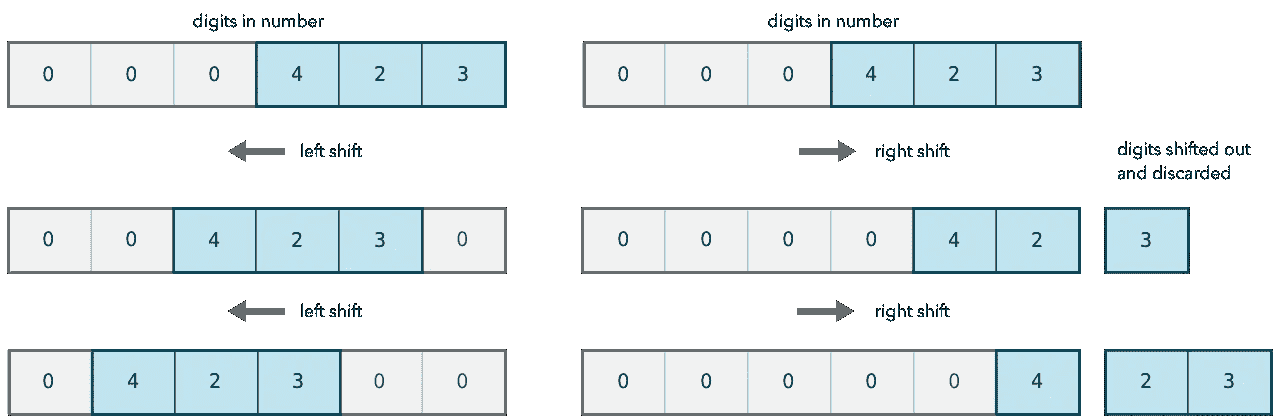 digits in number
digits in number
0 0 0 4 2 3
0 0 0 4 2 3
left shift
right shift
digits shifted out
and discarded
0 0 4 2 3 0
0 0 0 0 4 2
3
left shift
right shift
0 4 2 3 0 0
0 0 0 0 0 4
2 3